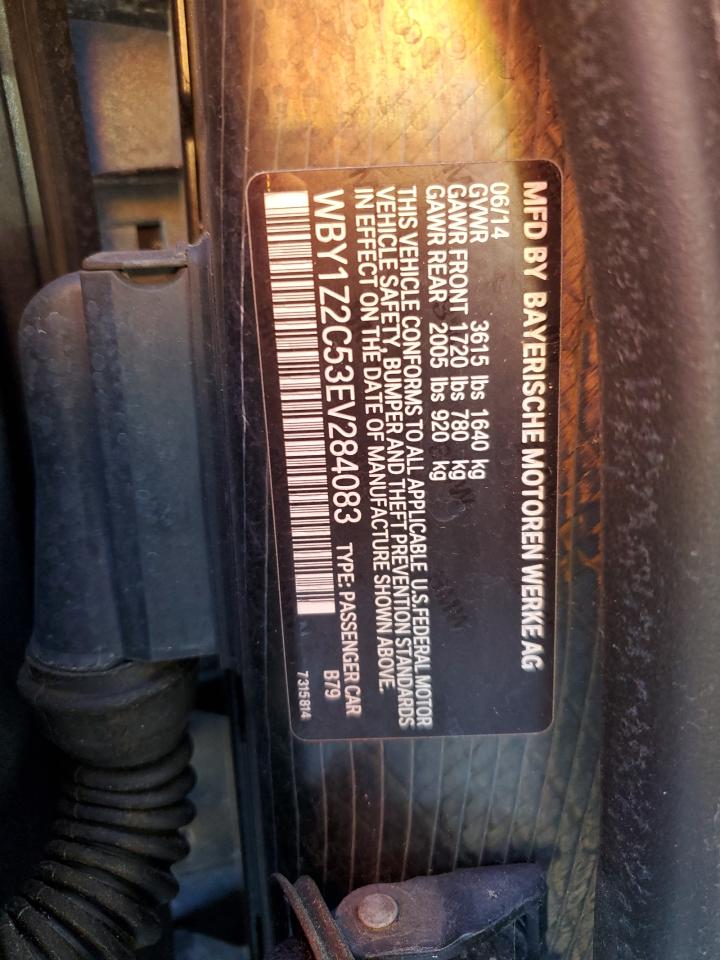 MFD BY BAYERISCHE MOTOREN WERKE AG
06/14
GVWR 3615 lbs 1640 kg
GAWR FRONT 1720 lbs 780 kg
GAWR REAR 2005 lbs 920 kg
THIS VEHICLE CONFORMS TO ALL APPLICABLE U.S.FEDERAL MOTOR
VEHICLE SAFETY, BUMPER AND THEFT PREVENTION STANDARDS
IN EFFECT ON THE DATE OF MANUFACTURE SHOWN ABOVE.
WBY1Z2C53EV284083 TYPE: PASSENGER CAR
B79
7315814